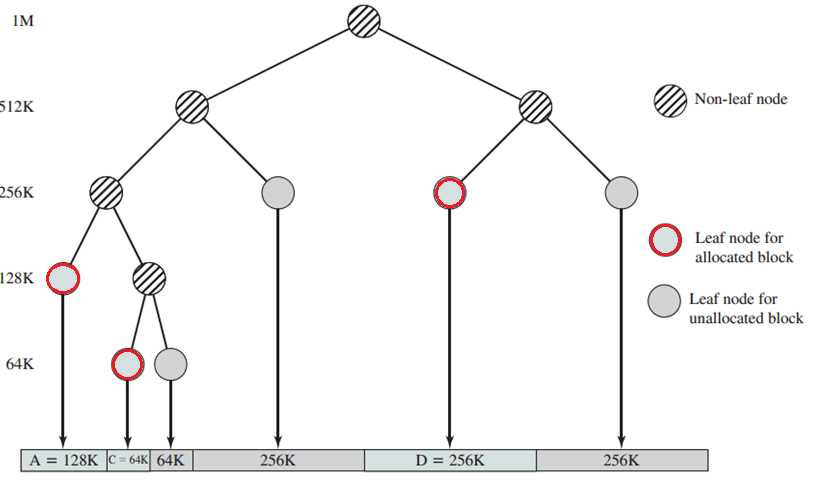 1M
512K
Non-leaf node
256K
Leaf node for
allocated block
128K
Leaf node for
unallocated block
64K
A = 128K C = 64K 64K 256K D = 256K 256K